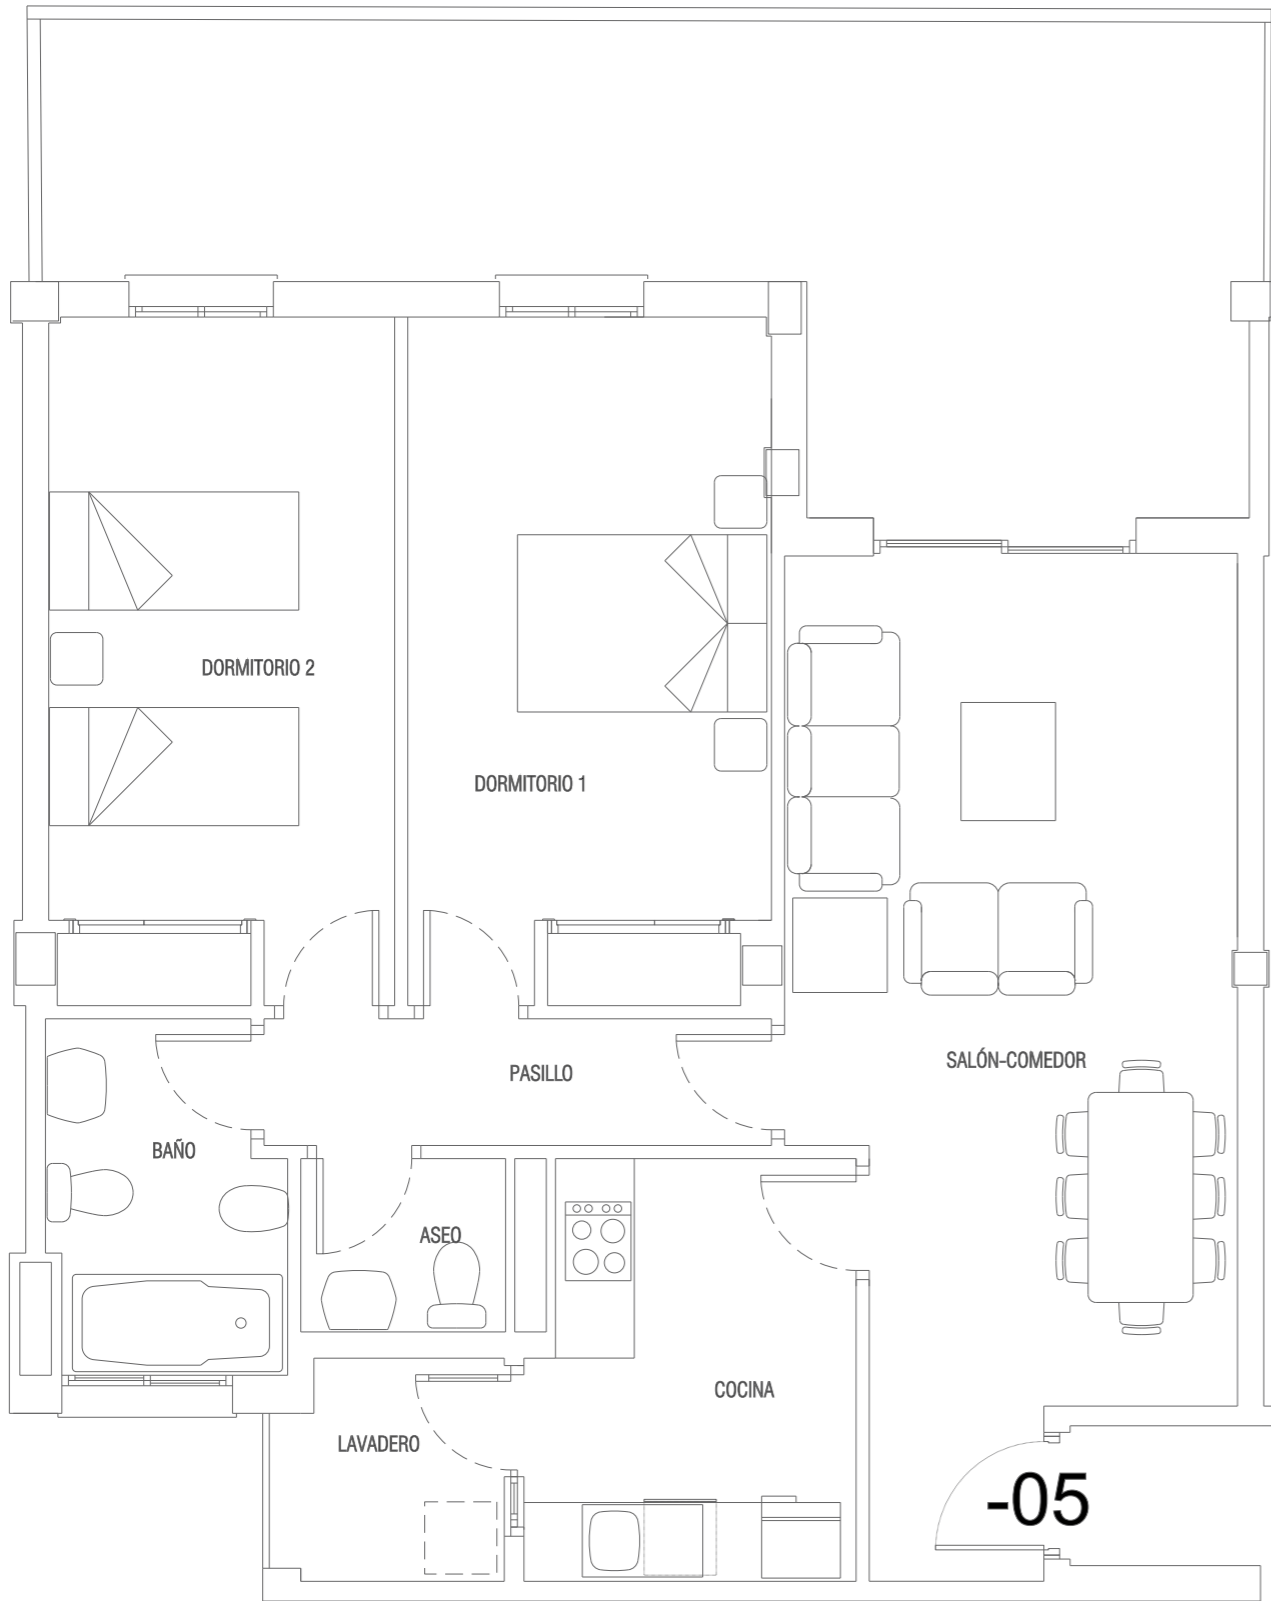 DORMITORIO 2
DORMITORIO 1
SALÓN-COMEDOR
PASILLO
BAÑO
ASEO
COCINA
LAVADERO
-05